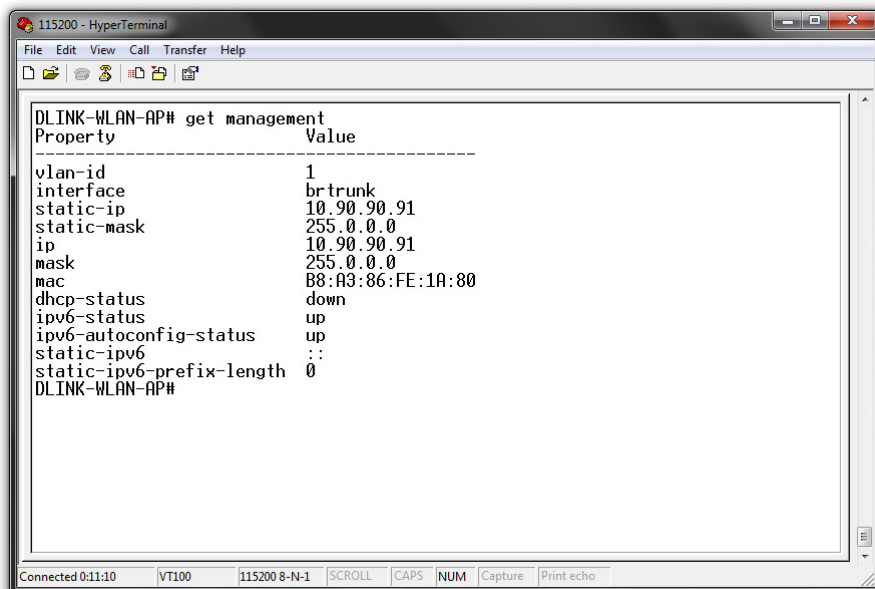 115200 - HyperTerminal
File Edit View Call Transfer Help
DLINK-WLAN-AP# get management
Property Value
-----------------------------------------------
vlan-id 1
interface brtrunk
static-ip 10.90.90.91
static-mask 255.0.0.0
ip 10.90.90.91
mask 255.0.0.0
mac B8:A3:86:FE:1A:80
dhcp-status down
ipv6-status up
ipv6-autoconfig-status up
static-ipv6 ::
static-ipv6-prefix-length 0
DLINK-WLAN-AP#
Connected 0:11:10 VT100 115200 8-N-1 SCROLL CAPS NUM Capture Print echo